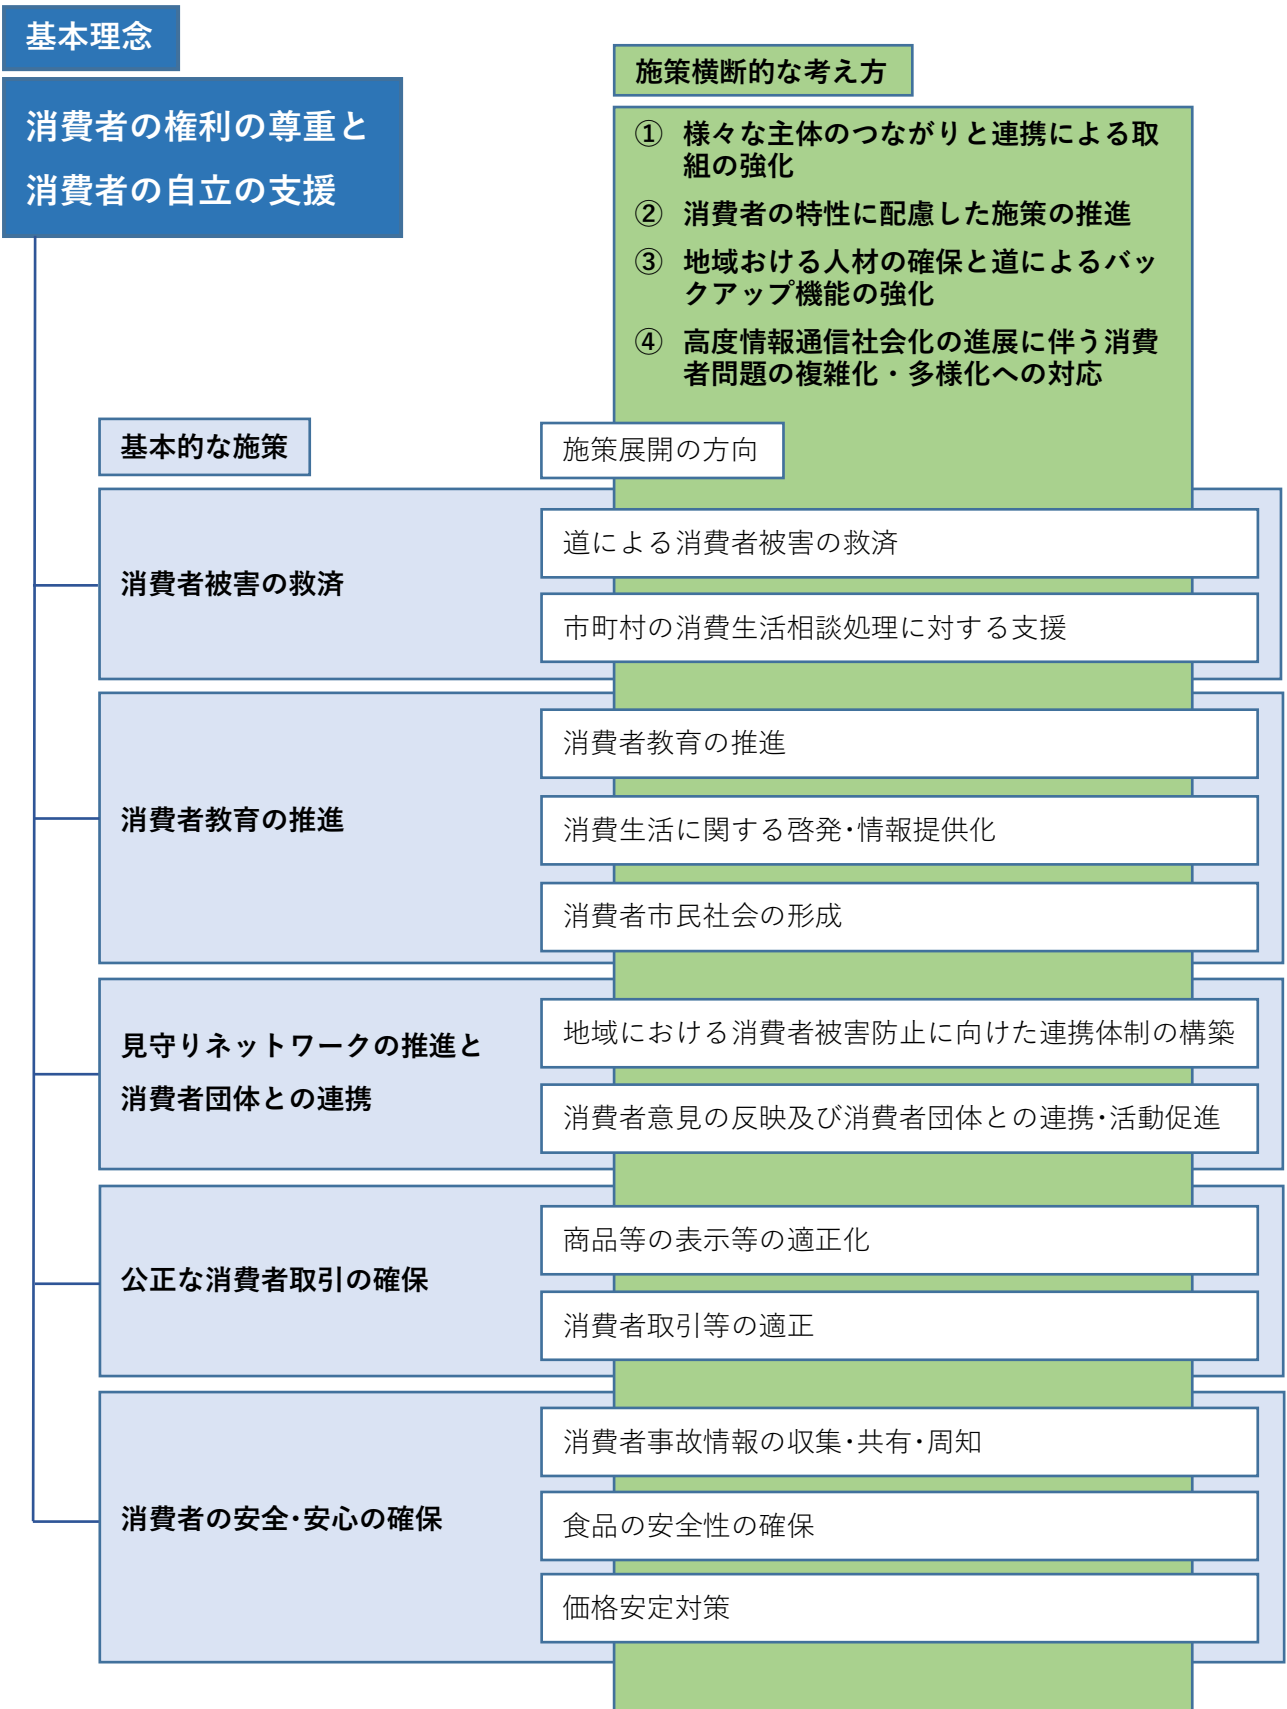 基本理念
消費者の権利の尊重と
消費者の自立の支援
施策横断的な考え方
① 様々な主体のつながりと連携による取
組の強化
② 消費者の特性に配慮した施策の推進
③ 地域おける人材の確保と道によるバッ
クアップ機能の強化
④ 高度情報通信社会化の進展に伴う消費
者問題の複雑化・多様化への対応
基本的な施策
施策展開の方向
消費者被害の救済
道による消費者被害の救済
市町村の消費生活相談処理に対する支援
消費者教育の推進
消費者教育の推進
消費生活に関する啓発･情報提供化
消費者市民社会の形成
見守りネットワークの推進と
消費者団体との連携
地域における消費者被害防止に向けた連携体制の構築
消費者意見の反映及び消費者団体との連携･活動促進
公正な消費者取引の確保
商品等の表示等の適正化
消費者取引等の適正
消費者の安全･安心の確保
消費者事故情報の収集･共有･周知
食品の安全性の確保
価格安定対策